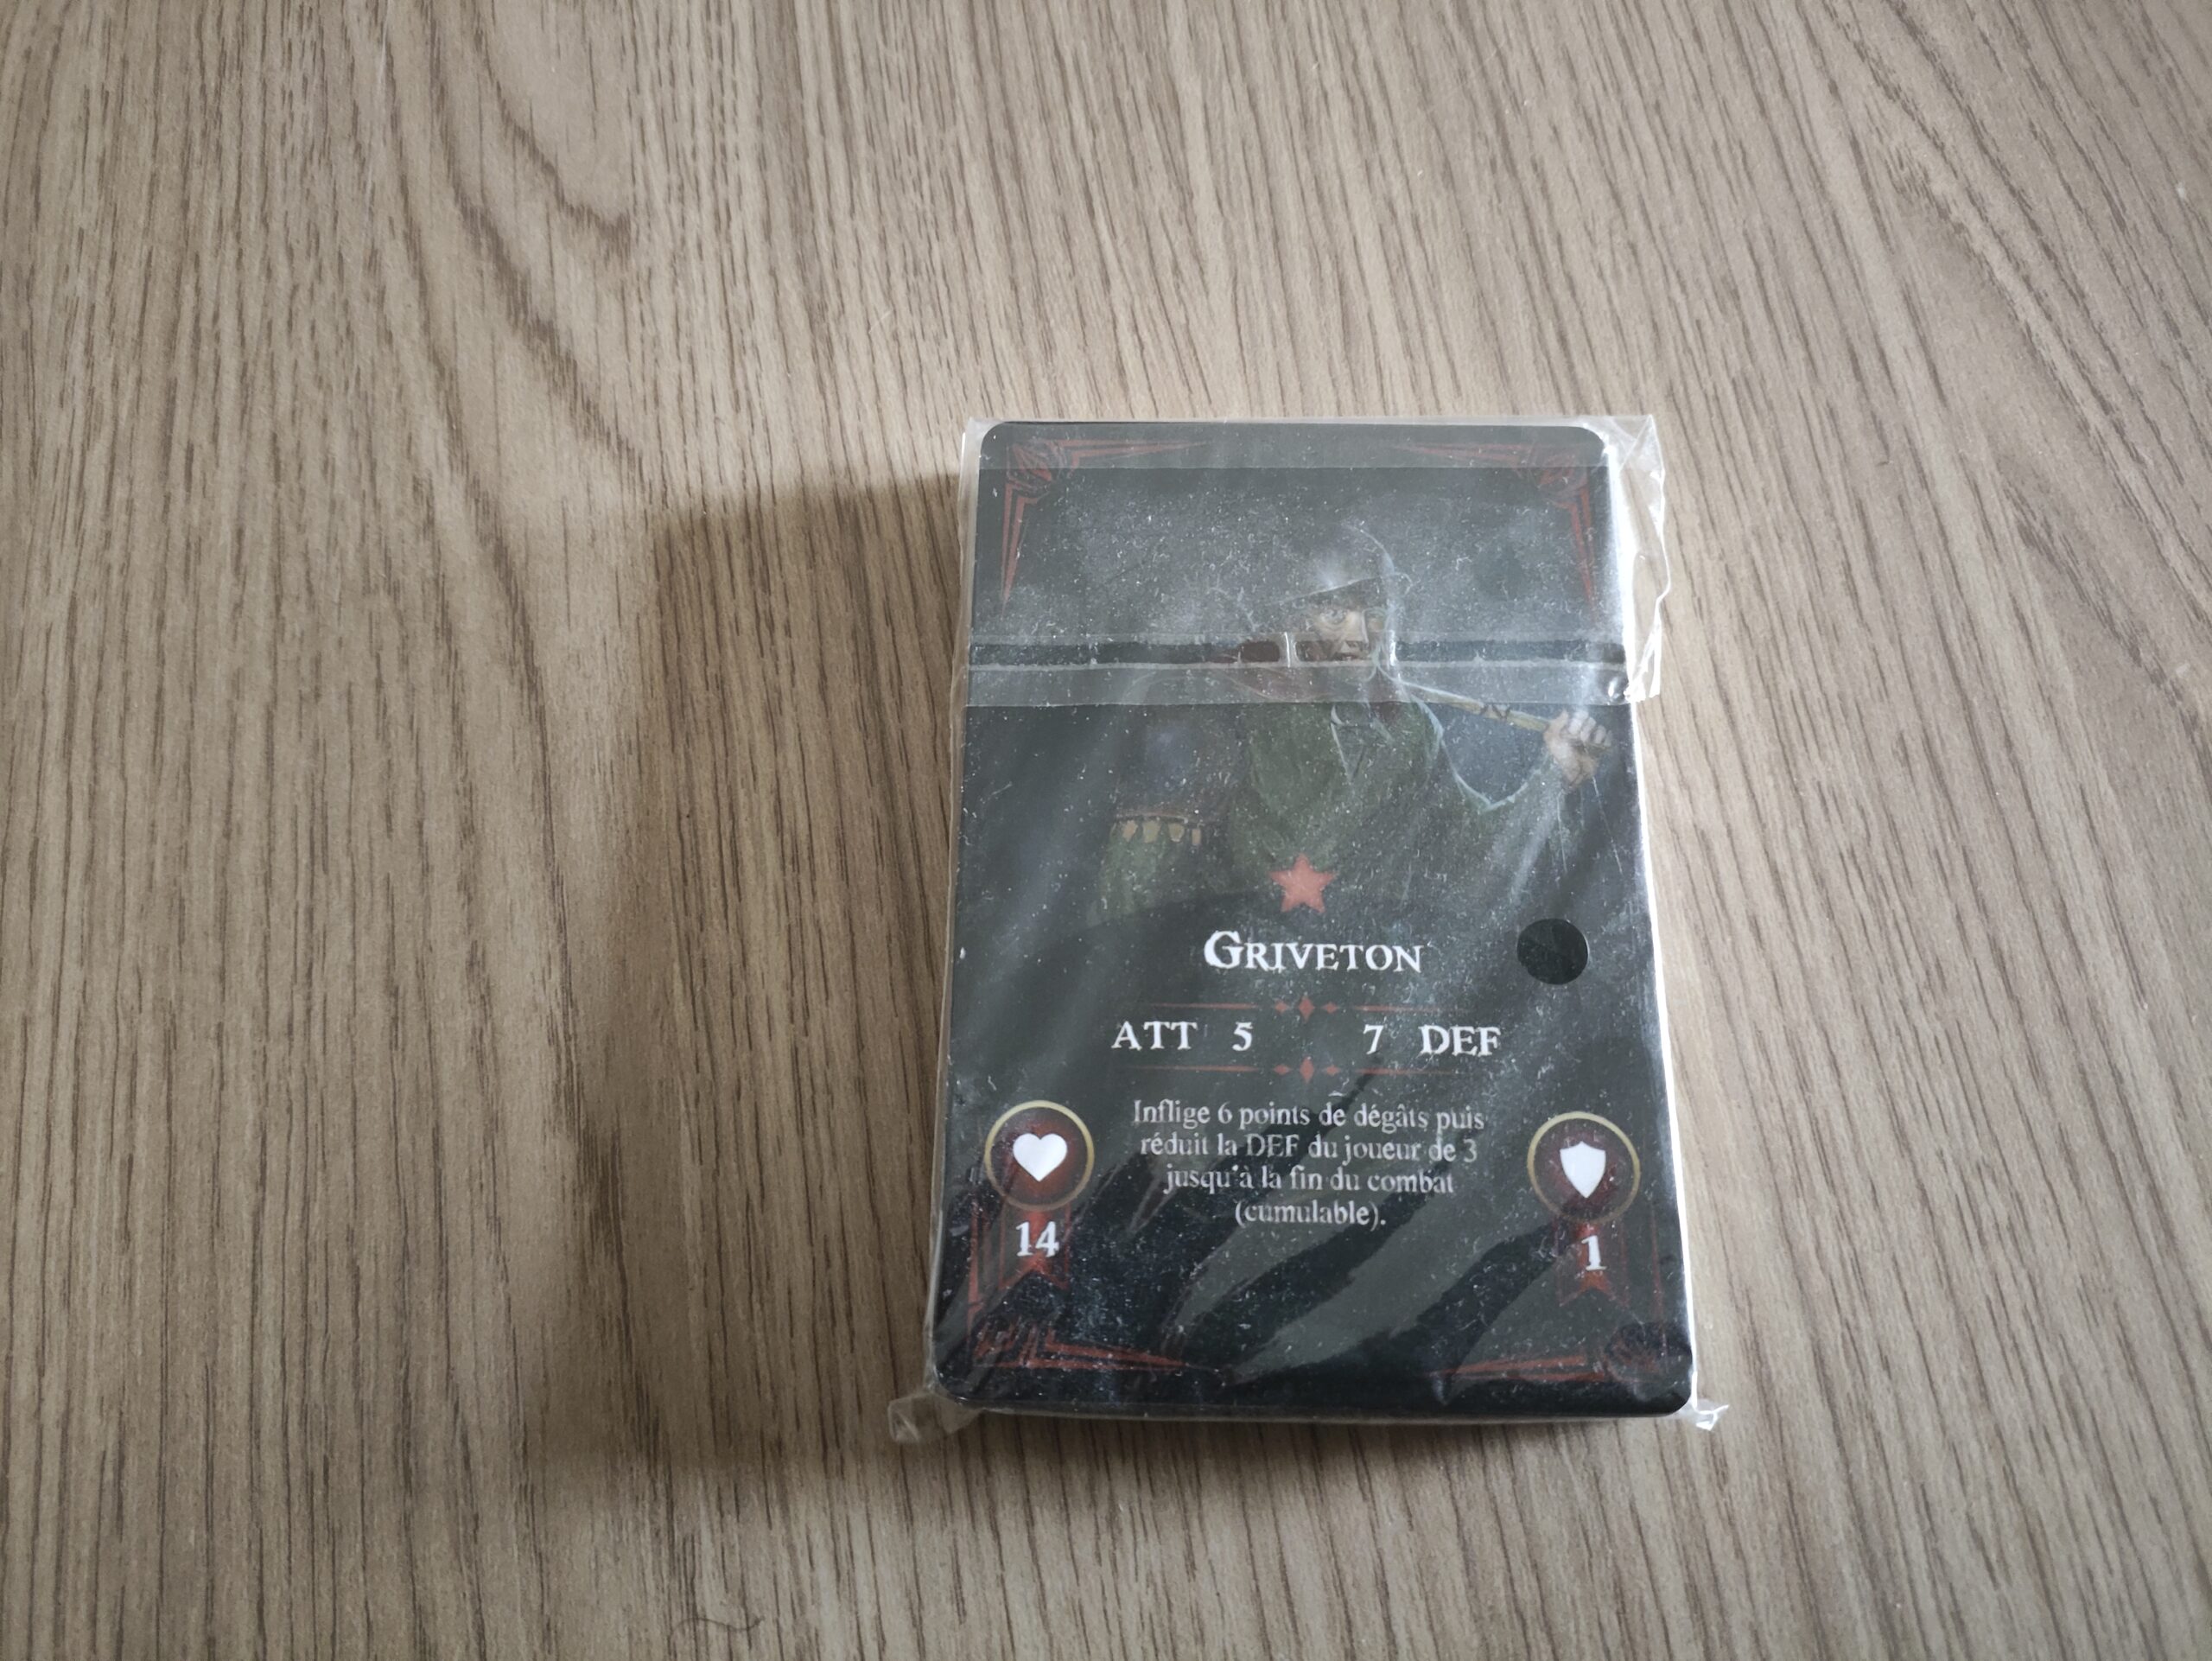 GRIVETON
ATT 5 7 DEF
Inflige 6 points de dégâts puis
réduit la DEF du joueur de 3
jusqu'à la fin du combat
(cumulable).
14
1